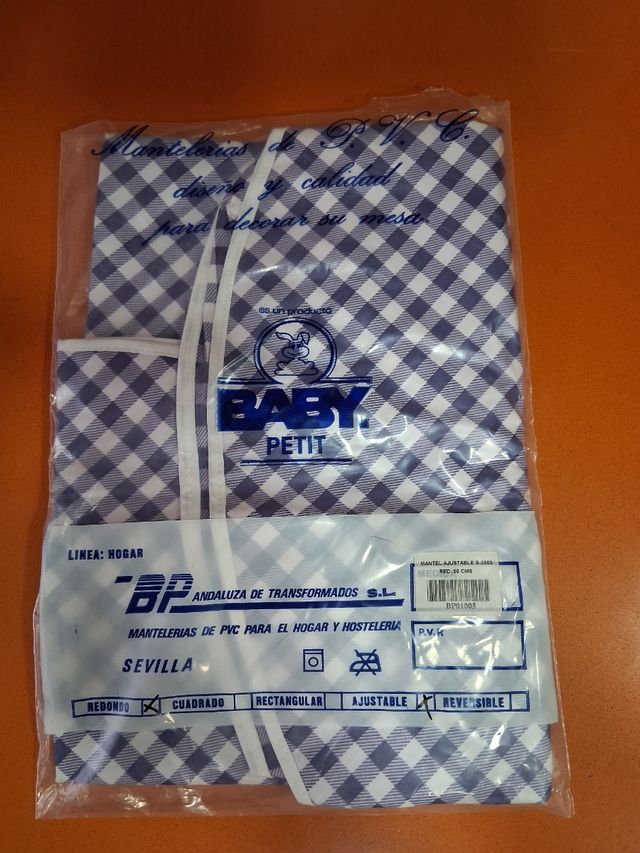 Mantelerias de P.V.C.
diseño y calidad
para decorar su mesa.
es un producto
BABY.
PETIT
LINEA: HOGAR
BP ANDALUZA DE TRANSFORMADOS S.L
MANTELERIAS DE PVC PARA EL HOGAR Y HOSTELERIA
SEVILLA
MANTEL AJUSTABLE S-2000
RED. 90 CMS
MEDIDA
BP01005
P.V.P.
REDONDO CUADRADO RECTANGULAR AJUSTABLE REVERSIBLE